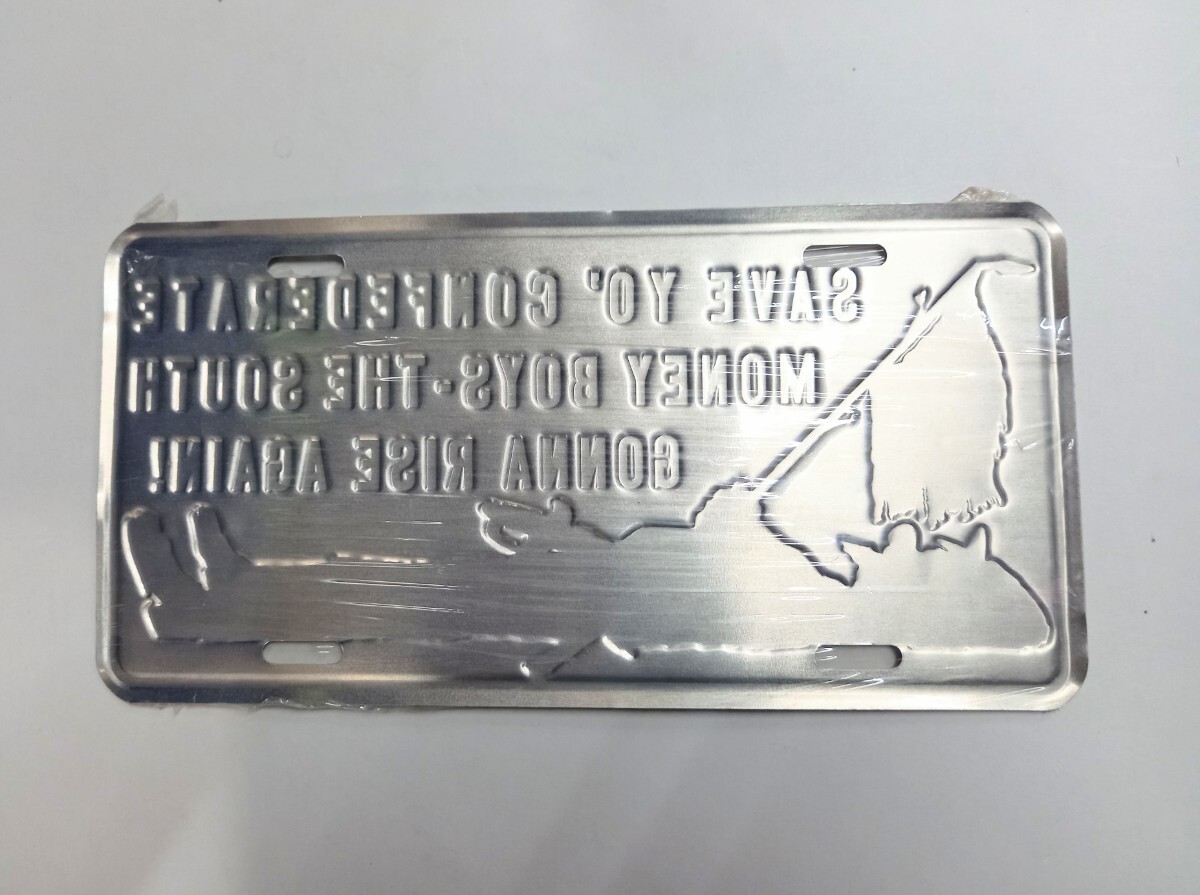 SAVE YO' CONFEDERATE
MONEY BOYS-THE SOUTH
GONNA RISE AGAIN!